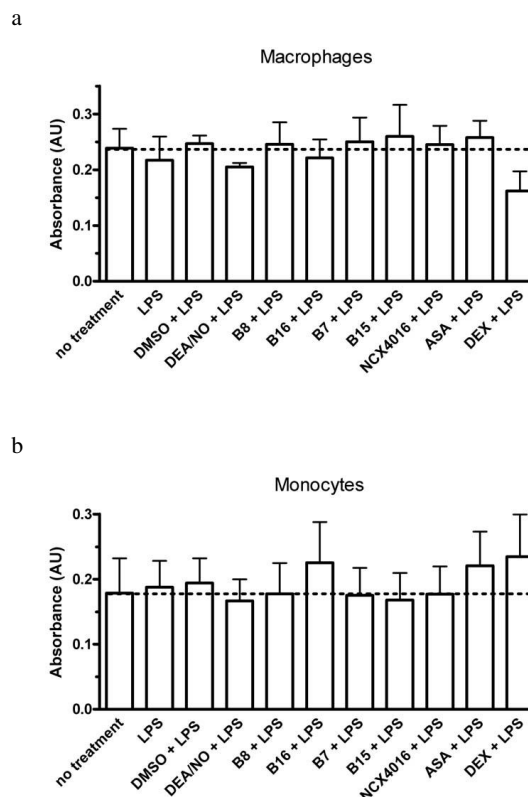 a
Macrophages
Absorbance (AU)
0.3
0.2
0.1
0.0
no treatment
LPS
DMSO + LPS
DEA/NO + LPS
B8 + LPS
B16 + LPS
B7 + LPS
B15 + LPS
NCX4016 + LPS
ASA + LPS
DEX + LPS
b
Monocytes
Absorbance (AU)
0.3
0.2
0.1
0.0
no treatment
LPS
DMSO + LPS
DEA/NO + LPS
B8 + LPS
B16 + LPS
B7 + LPS
B15 + LPS
NCX4016 + LPS
ASA + LPS
DEX + LPS